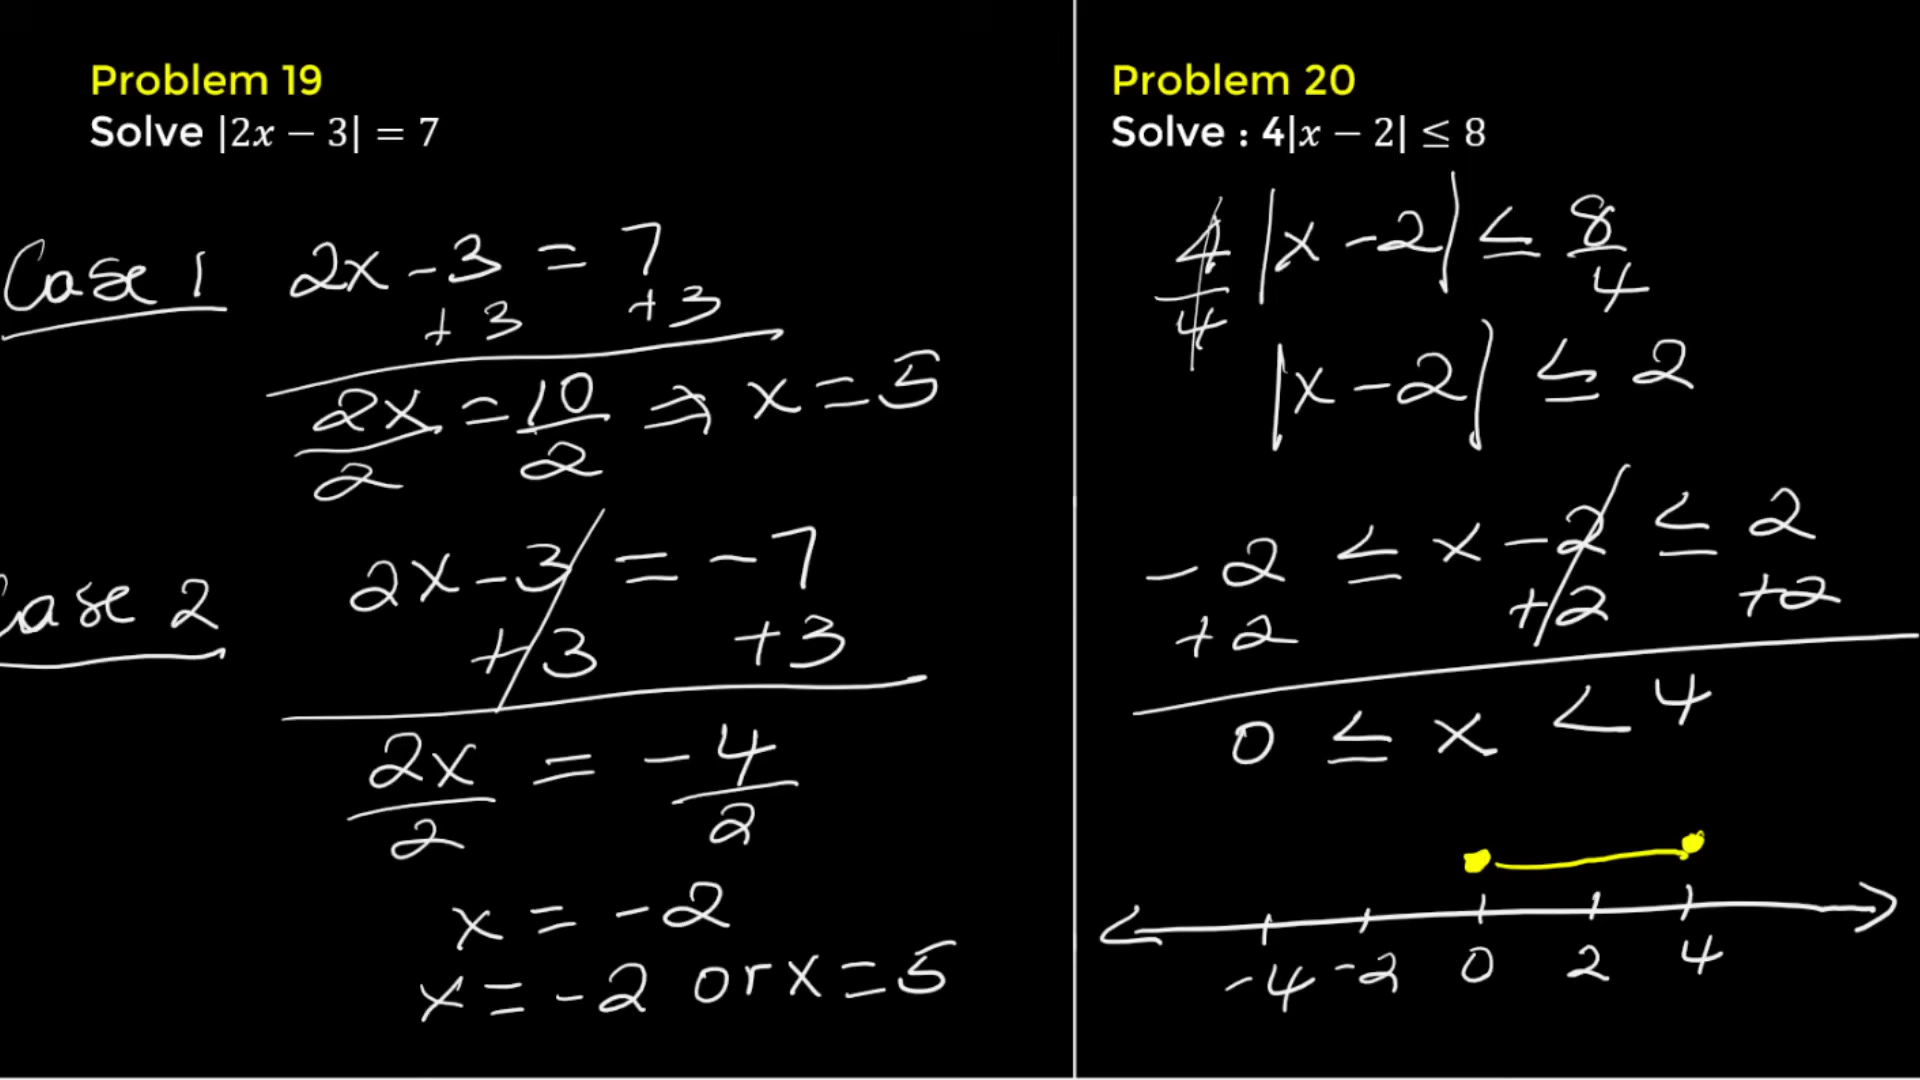 Problem 19
Solve |2x − 3| = 7
Case 1 2x - 3 = 7
+3 +3
2x/2 = 10/2 ⇒ x = 5
Case 2 2x - 3 = -7
+3 +3
2x/2 = -4/2
x = -2
x = -2 or x = 5
Problem 20
Solve : 4|x − 2| ≤ 8
4/4 |x - 2| ≤ 8/4
|x - 2| ≤ 2
-2 ≤ x - 2 ≤ 2
+2 +2 +2
0 ≤ x < 4
-4 -2 0 2 4